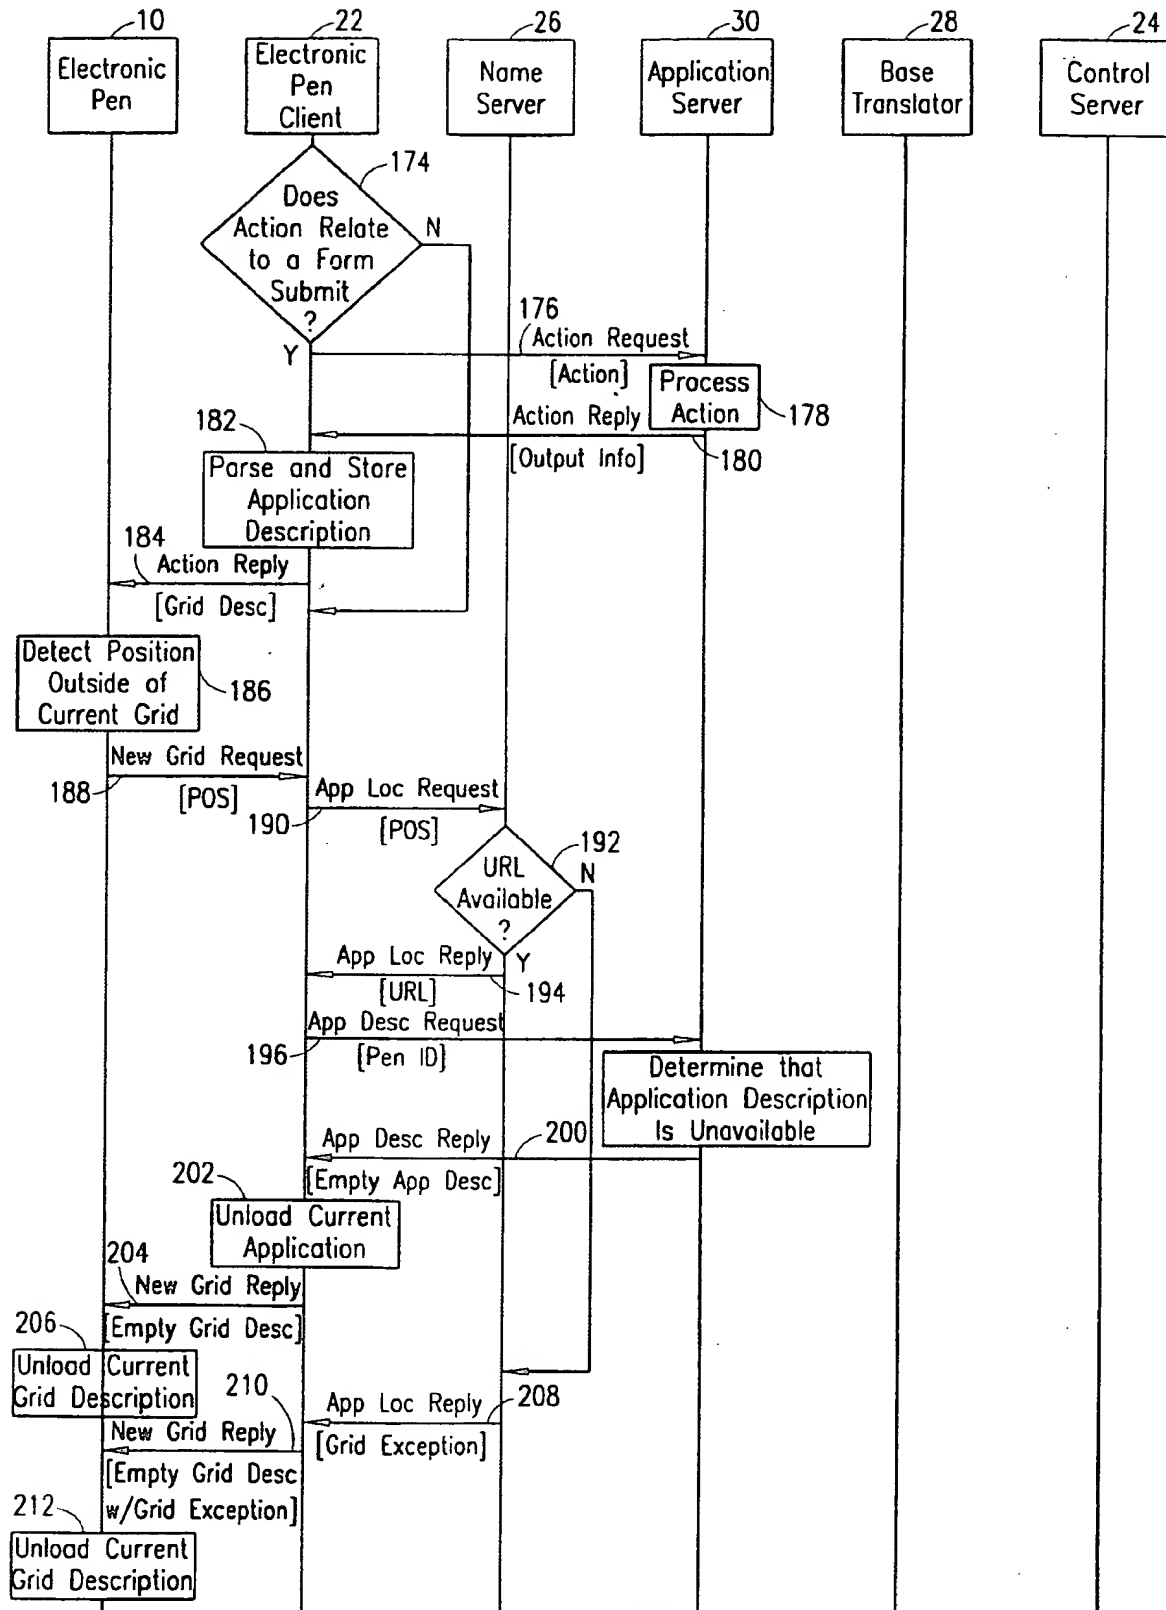 10
22
26
30
28
24
Electronic
Pen
Electronic
Pen
Client
Name
Server
Application
Server
Base
Translator
Control
Server
174
Does
Action Relate
to a Form
Submit
?
N
Y
176
Action Request
[Action]
Process
Action
178
Action Reply
[Output Info]
180
182
Parse and Store
Application
Description
184
Action Reply
[Grid Desc]
Detect Position
Outside of
Current Grid
186
New Grid Request
188
[POS]
App Loc Request
190
[POS]
192
URL
Available
?
N
Y
App Loc Reply
[URL]
194
App Desc Request
196
[Pen ID]
Determine that
Application Description
Is Unavailable
App Desc Reply
200
[Empty App Desc]
202
Unload Current
Application
204
New Grid Reply
[Empty Grid Desc]
206
Unload Current
Grid Description
App Loc Reply
208
[Grid Exception]
210
New Grid Reply
[Empty Grid Desc
w/Grid Exception]
212
Unload Current
Grid Description